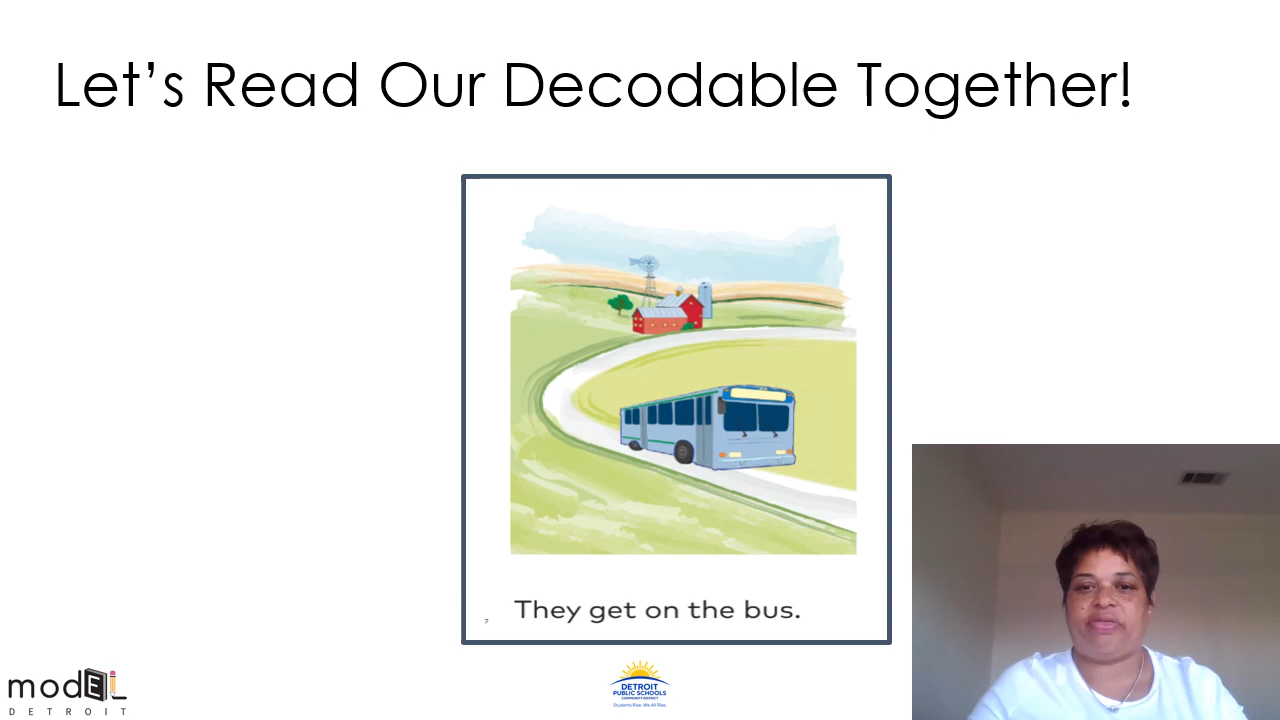 Let's Read Our Decodable Together!
They get on the bus.
7
modEL
DETROIT
DETROIT
PUBLIC SCHOOLS
COMMUNITY DISTRICT
Students Rise. We All Rise.